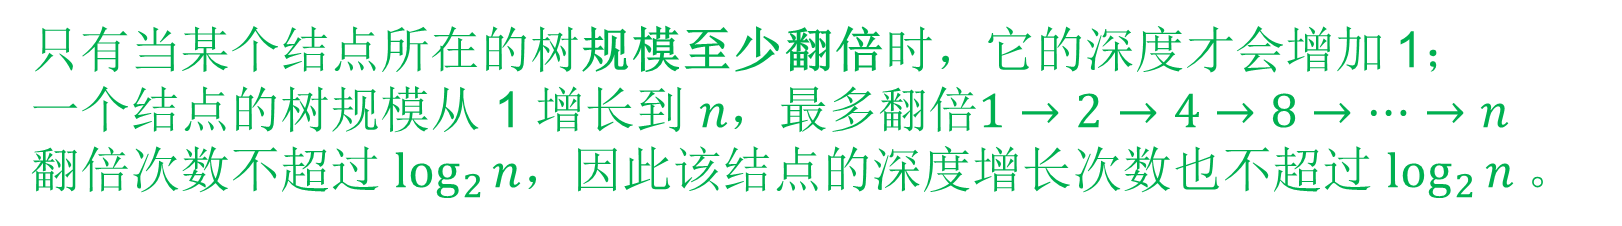 只有当某个结点所在的树规模至少翻倍时，它的深度才会增加 1；
一个结点的树规模从 1 增长到 n，最多翻倍1 → 2 → 4 → 8 → ⋯ → n
翻倍次数不超过 log₂ n，因此该结点的深度增长次数也不超过 log₂ n 。